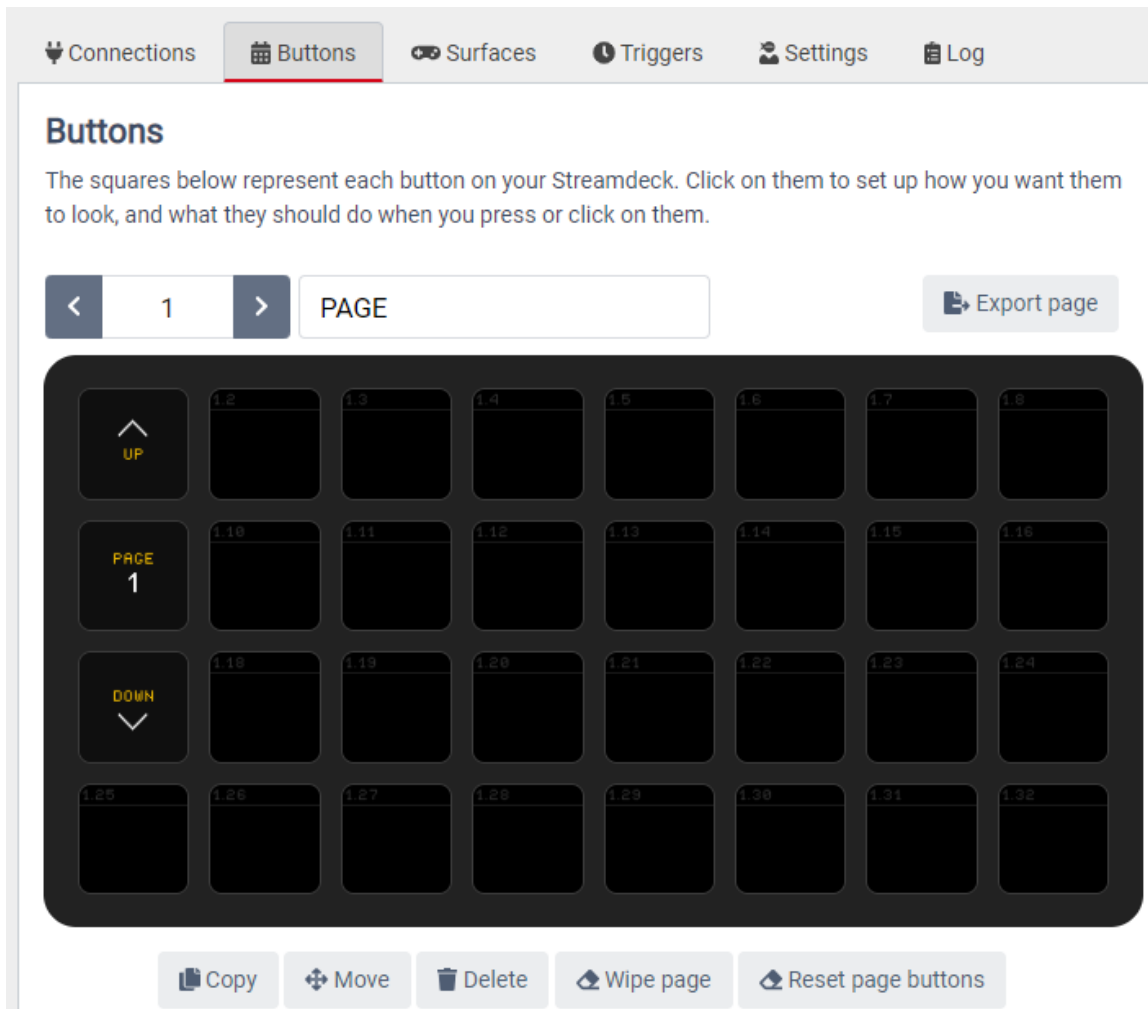 Connections Buttons Surfaces Triggers Settings Log
Buttons
The squares below represent each button on your Streamdeck. Click on them to set up how you want them
to look, and what they should do when you press or click on them.
1 PAGE Export page
UP 1.2 1.3 1.4 1.5 1.6 1.7 1.8
PAGE 1.10 1.11 1.12 1.13 1.14 1.15 1.16
1
DOWN 1.18 1.19 1.20 1.21 1.22 1.23 1.24
1.25 1.26 1.27 1.28 1.29 1.30 1.31 1.32
Copy Move Delete Wipe page Reset page buttons